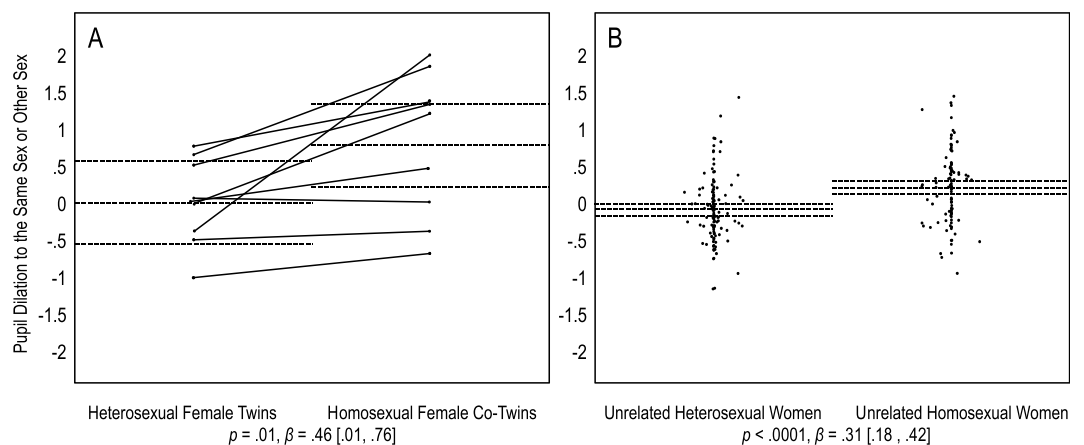 Pupil Dilation to the Same Sex or Other Sex
A
2
1.5
1
.5
0
-.5
-1
-1.5
-2
Heterosexual Female Twins
Homosexual Female Co-Twins
p = .01, β = .46 [.01, .76]
B
2
1.5
1
.5
0
-.5
-1
-1.5
-2
Unrelated Heterosexual Women
Unrelated Homosexual Women
p < .0001, β = .31 [.18 , .42]